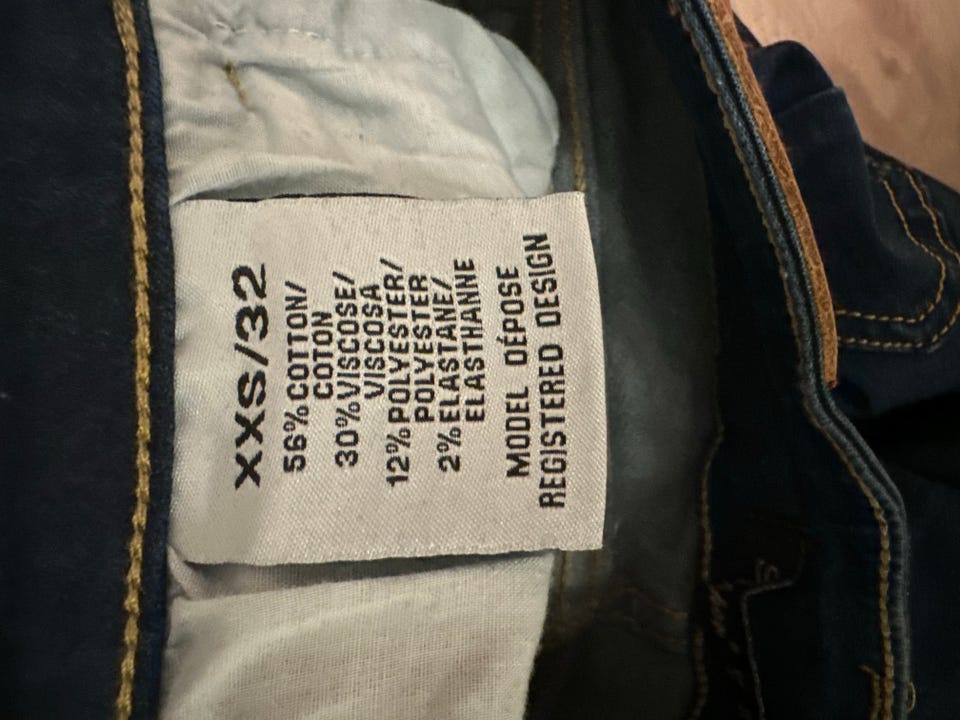 XXS/32
56% COTTON/
COTON
30% VISCOSE/
VISCOSA
12% POLYESTER/
POLYESTER
2% ELASTANE/
ELASTHANNE
MODEL DÉPOSE
REGISTERED DESIGN